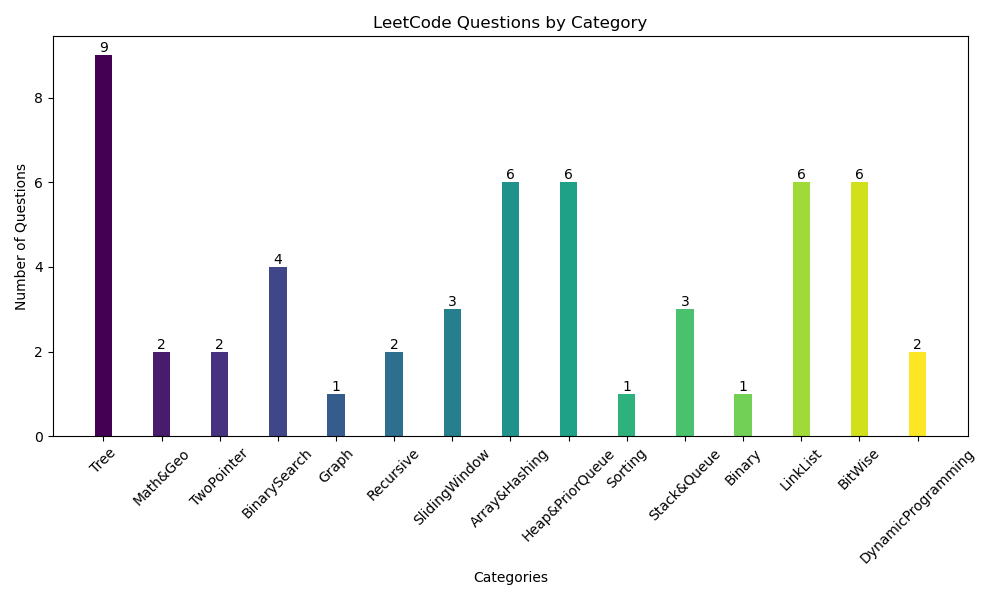 LeetCode Questions by Category
Number of Questions
8
6
4
2
0
9
2
2
4
1
2
3
6
6
1
3
1
6
6
2
Tree
Math&Geo
TwoPointer
BinarySearch
Graph
Recursive
SlidingWindow
Array&Hashing
Heap&PriorQueue
Sorting
Stack&Queue
Binary
LinkList
BitWise
DynamicProgramming
Categories